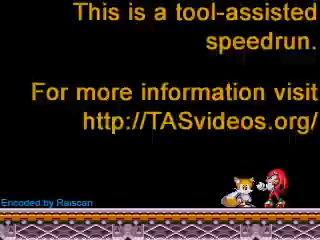 This is a tool-assisted
speedrun.
For more information visit
http://TASvideos.org/
Encoded by Raiscan